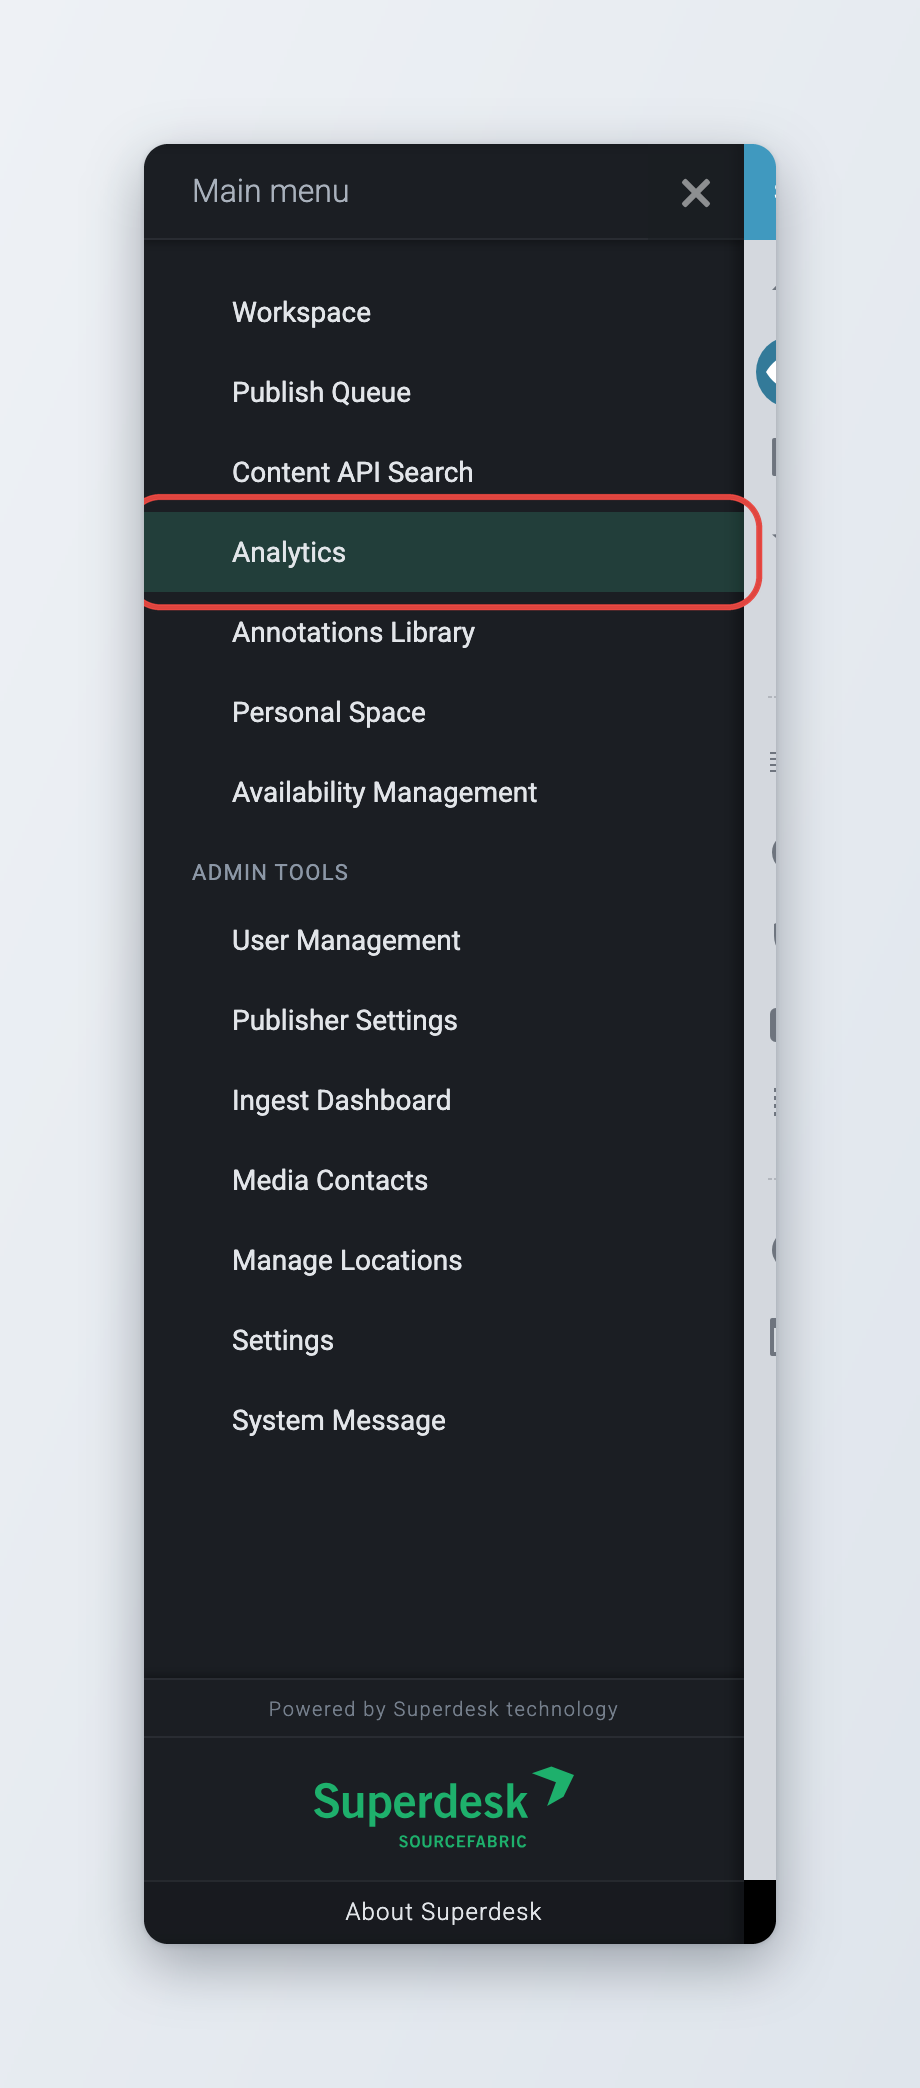 Main menu
Workspace
Publish Queue
Content API Search
Analytics
Annotations Library
Personal Space
Availability Management
ADMIN TOOLS
User Management
Publisher Settings
Ingest Dashboard
Media Contacts
Manage Locations
Settings
System Message
Powered by Superdesk technology
Superdesk
SOURCEFABRIC
About Superdesk